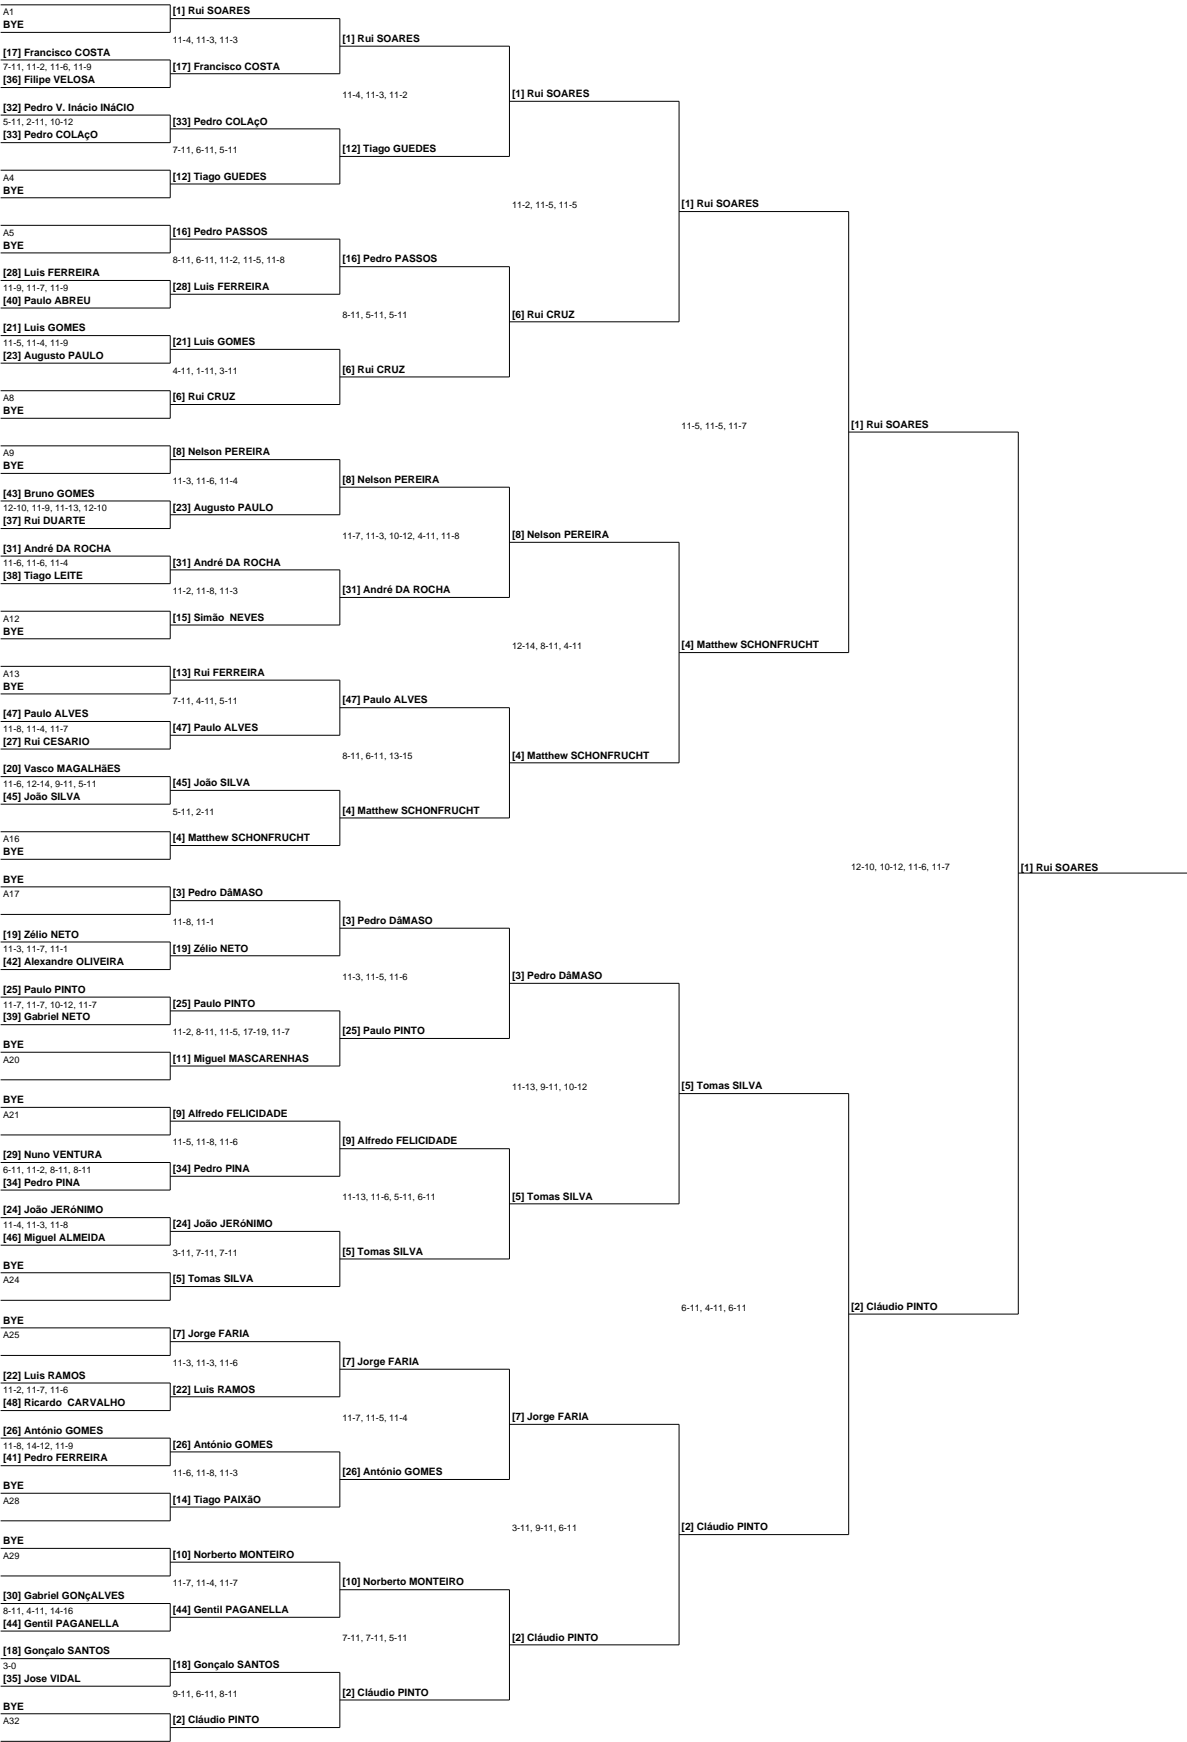 A1
BYE
[1] Rui SOARES
11-4, 11-3, 11-3
[1] Rui SOARES
[17] Francisco COSTA
7-11, 11-2, 11-6, 11-9
[36] Filipe VELOSA
[17] Francisco COSTA
11-4, 11-3, 11-2
[1] Rui SOARES
[32] Pedro V. Inácio INáCIO
5-11, 2-11, 10-12
[33] Pedro COLAçO
[33] Pedro COLAçO
7-11, 6-11, 5-11
[12] Tiago GUEDES
A4
BYE
[12] Tiago GUEDES
11-2, 11-5, 11-5
[1] Rui SOARES
A5
BYE
[16] Pedro PASSOS
8-11, 6-11, 11-2, 11-5, 11-8
[16] Pedro PASSOS
[28] Luis FERREIRA
11-9, 11-7, 11-9
[40] Paulo ABREU
[28] Luis FERREIRA
8-11, 5-11, 5-11
[6] Rui CRUZ
[21] Luis GOMES
11-5, 11-4, 11-9
[23] Augusto PAULO
[21] Luis GOMES
4-11, 1-11, 3-11
[6] Rui CRUZ
A8
BYE
[6] Rui CRUZ
11-5, 11-5, 11-7
[1] Rui SOARES
A9
BYE
[8] Nelson PEREIRA
11-3, 11-6, 11-4
[8] Nelson PEREIRA
[43] Bruno GOMES
12-10, 11-9, 11-13, 12-10
[37] Rui DUARTE
[23] Augusto PAULO
11-7, 11-3, 10-12, 4-11, 11-8
[8] Nelson PEREIRA
[31] André DA ROCHA
11-6, 11-6, 11-4
[38] Tiago LEITE
[31] André DA ROCHA
11-2, 11-8, 11-3
[31] André DA ROCHA
A12
BYE
[15] Simão  NEVES
12-14, 8-11, 4-11
[4] Matthew SCHONFRUCHT
A13
BYE
[13] Rui FERREIRA
7-11, 4-11, 5-11
[47] Paulo ALVES
[47] Paulo ALVES
11-8, 11-4, 11-7
[27] Rui CESARIO
[47] Paulo ALVES
8-11, 6-11, 13-15
[4] Matthew SCHONFRUCHT
[20] Vasco MAGALHãES
11-6, 12-14, 9-11, 5-11
[45] João SILVA
[45] João SILVA
5-11, 2-11
[4] Matthew SCHONFRUCHT
A16
BYE
[4] Matthew SCHONFRUCHT
12-10, 10-12, 11-6, 11-7
[1] Rui SOARES
BYE
A17
[3] Pedro DâMASO
11-8, 11-1
[3] Pedro DâMASO
[19] Zélio NETO
11-3, 11-7, 11-1
[42] Alexandre OLIVEIRA
[19] Zélio NETO
11-3, 11-5, 11-6
[3] Pedro DâMASO
[25] Paulo PINTO
11-7, 11-7, 10-12, 11-7
[39] Gabriel NETO
[25] Paulo PINTO
11-2, 8-11, 11-5, 17-19, 11-7
[25] Paulo PINTO
BYE
A20
[11] Miguel MASCARENHAS
11-13, 9-11, 10-12
[5] Tomas SILVA
BYE
A21
[9] Alfredo FELICIDADE
11-5, 11-8, 11-6
[9] Alfredo FELICIDADE
[29] Nuno VENTURA
6-11, 11-2, 8-11, 8-11
[34] Pedro PINA
[34] Pedro PINA
11-13, 11-6, 5-11, 6-11
[5] Tomas SILVA
[24] João JERóNIMO
11-4, 11-3, 11-8
[46] Miguel ALMEIDA
[24] João JERóNIMO
3-11, 7-11, 7-11
[5] Tomas SILVA
BYE
A24
[5] Tomas SILVA
6-11, 4-11, 6-11
[2] Cláudio PINTO
BYE
A25
[7] Jorge FARIA
11-3, 11-3, 11-6
[7] Jorge FARIA
[22] Luis RAMOS
11-2, 11-7, 11-6
[48] Ricardo  CARVALHO
[22] Luis RAMOS
11-7, 11-5, 11-4
[7] Jorge FARIA
[26] António GOMES
11-8, 14-12, 11-9
[41] Pedro FERREIRA
[26] António GOMES
11-6, 11-8, 11-3
[26] António GOMES
BYE
A28
[14] Tiago PAIXãO
3-11, 9-11, 6-11
[2] Cláudio PINTO
BYE
A29
[10] Norberto MONTEIRO
11-7, 11-4, 11-7
[10] Norberto MONTEIRO
[30] Gabriel GONçALVES
8-11, 4-11, 14-16
[44] Gentil PAGANELLA
[44] Gentil PAGANELLA
7-11, 7-11, 5-11
[2] Cláudio PINTO
[18] Gonçalo SANTOS
3-0
[35] Jose VIDAL
[18] Gonçalo SANTOS
9-11, 6-11, 8-11
[2] Cláudio PINTO
BYE
A32
[2] Cláudio PINTO